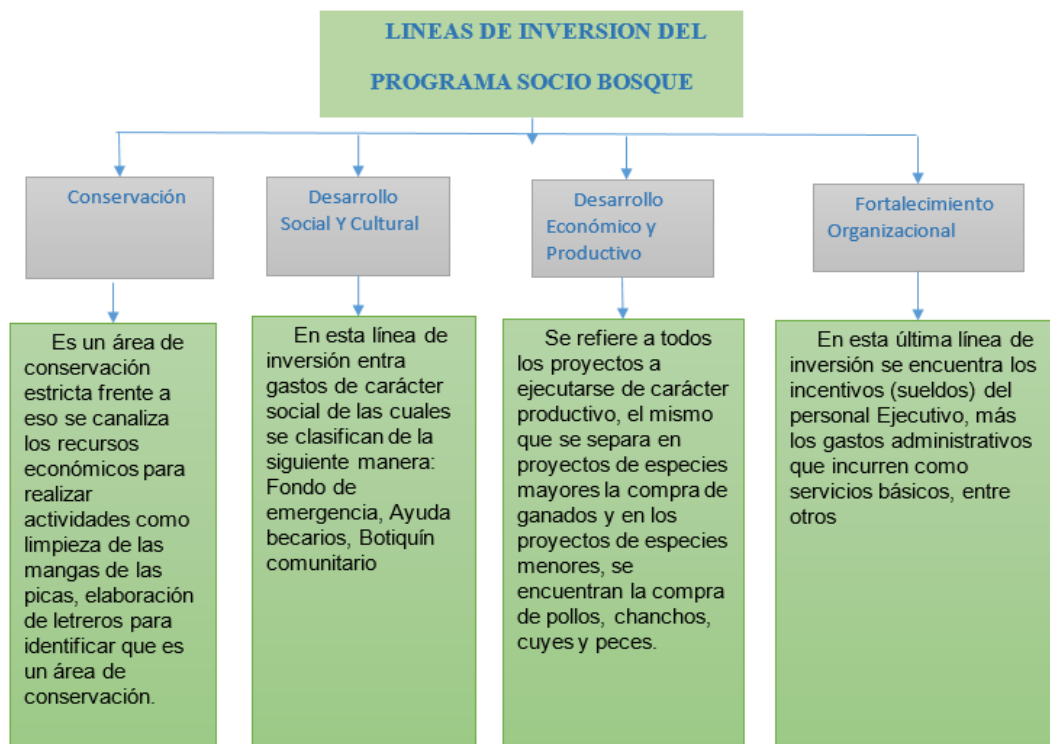 LINEAS DE INVERSION DEL
PROGRAMA SOCIO BOSQUE
Conservación
Desarrollo
Social Y Cultural
Desarrollo
Económico y
Productivo
Fortalecimiento
Organizacional
Es un área de
conservación
estricta frente a
eso se canaliza
los recursos
económicos para
realizar
actividades como
limpieza de las
mangas de las
picas, elaboración
de letreros para
identificar que es
un área de
conservación.
En esta línea de
inversión entra
gastos de carácter
social de las cuales
se clasifican de la
siguiente manera:
Fondo de
emergencia, Ayuda
becarios, Botiquín
comunitario
Se refiere a todos
los proyectos a
ejecutarse de carácter
productivo, el mismo
que se separa en
proyectos de especies
mayores la compra de
ganados y en los
proyectos de especies
menores, se
encuentran la compra
de pollos, chanchos,
cuyes y peces.
En esta última línea de
inversión se encuentra los
incentivos (sueldos) del
personal Ejecutivo, más
los gastos administrativos
que incurren como
servicios básicos, entre
otros